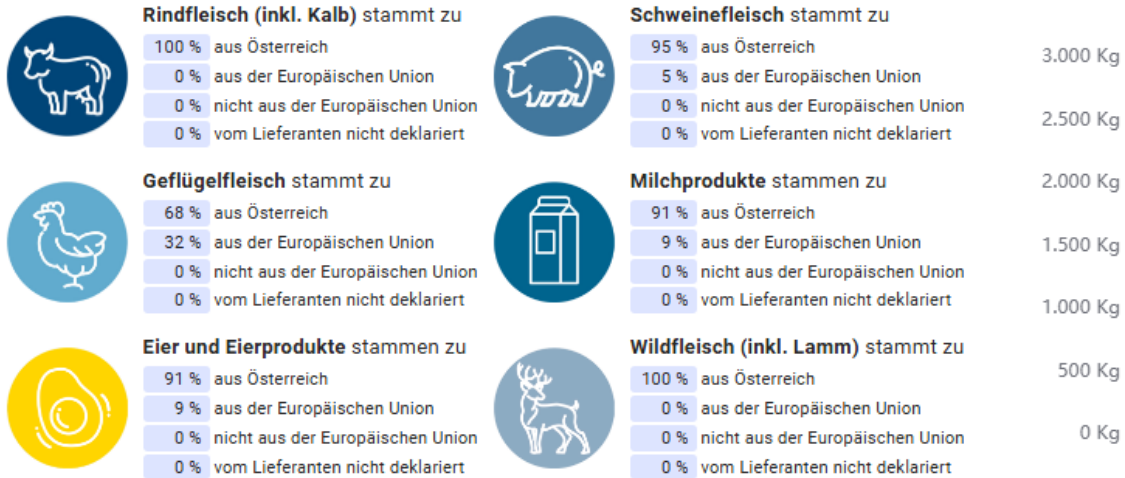 Rindfleisch (inkl. Kalb) stammt zu
100 % aus Österreich
0 % aus der Europäischen Union
0 % nicht aus der Europäischen Union
0 % vom Lieferanten nicht deklariert
Schweinefleisch stammt zu
95 % aus Österreich
5 % aus der Europäischen Union
0 % nicht aus der Europäischen Union
0 % vom Lieferanten nicht deklariert
Geflügelfleisch stammt zu
68 % aus Österreich
32 % aus der Europäischen Union
0 % nicht aus der Europäischen Union
0 % vom Lieferanten nicht deklariert
Milchprodukte stammen zu
91 % aus Österreich
9 % aus der Europäischen Union
0 % nicht aus der Europäischen Union
0 % vom Lieferanten nicht deklariert
Eier und Eierprodukte stammen zu
91 % aus Österreich
9 % aus der Europäischen Union
0 % nicht aus der Europäischen Union
0 % vom Lieferanten nicht deklariert
Wildfleisch (inkl. Lamm) stammt zu
100 % aus Österreich
0 % aus der Europäischen Union
0 % nicht aus der Europäischen Union
0 % vom Lieferanten nicht deklariert
3.000 Kg
2.500 Kg
2.000 Kg
1.500 Kg
1.000 Kg
500 Kg
0 Kg